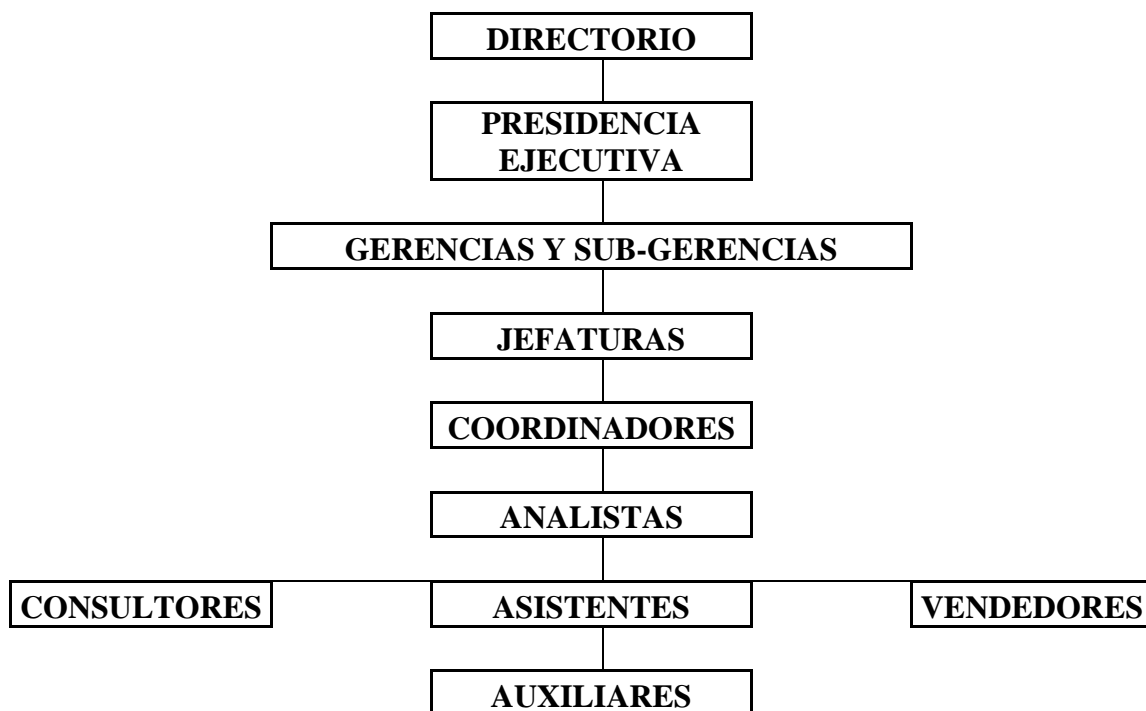 DIRECTORIO
PRESIDENCIA
EJECUTIVA
GERENCIAS Y SUB-GERENCIAS
JEFATURAS
COORDINADORES
ANALISTAS
CONSULTORES
ASISTENTES
VENDEDORES
AUXILIARES